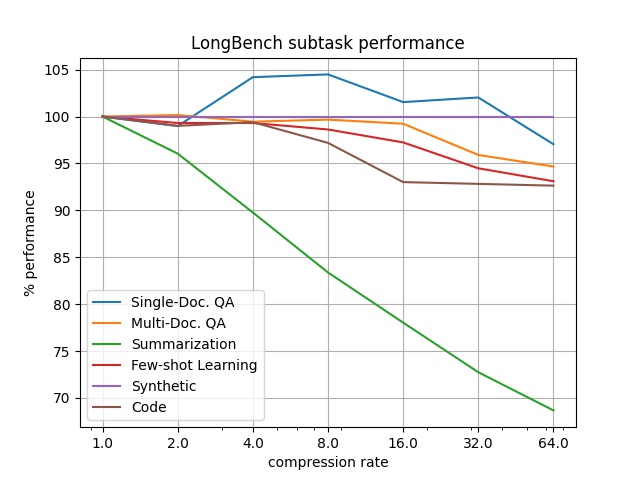 LongBench subtask performance
% performance
105
100
95
90
85
80
75
70
Single-Doc. QA
Multi-Doc. QA
Summarization
Few-shot Learning
Synthetic
Code
1.0 2.0 4.0 8.0 16.0 32.0 64.0
compression rate